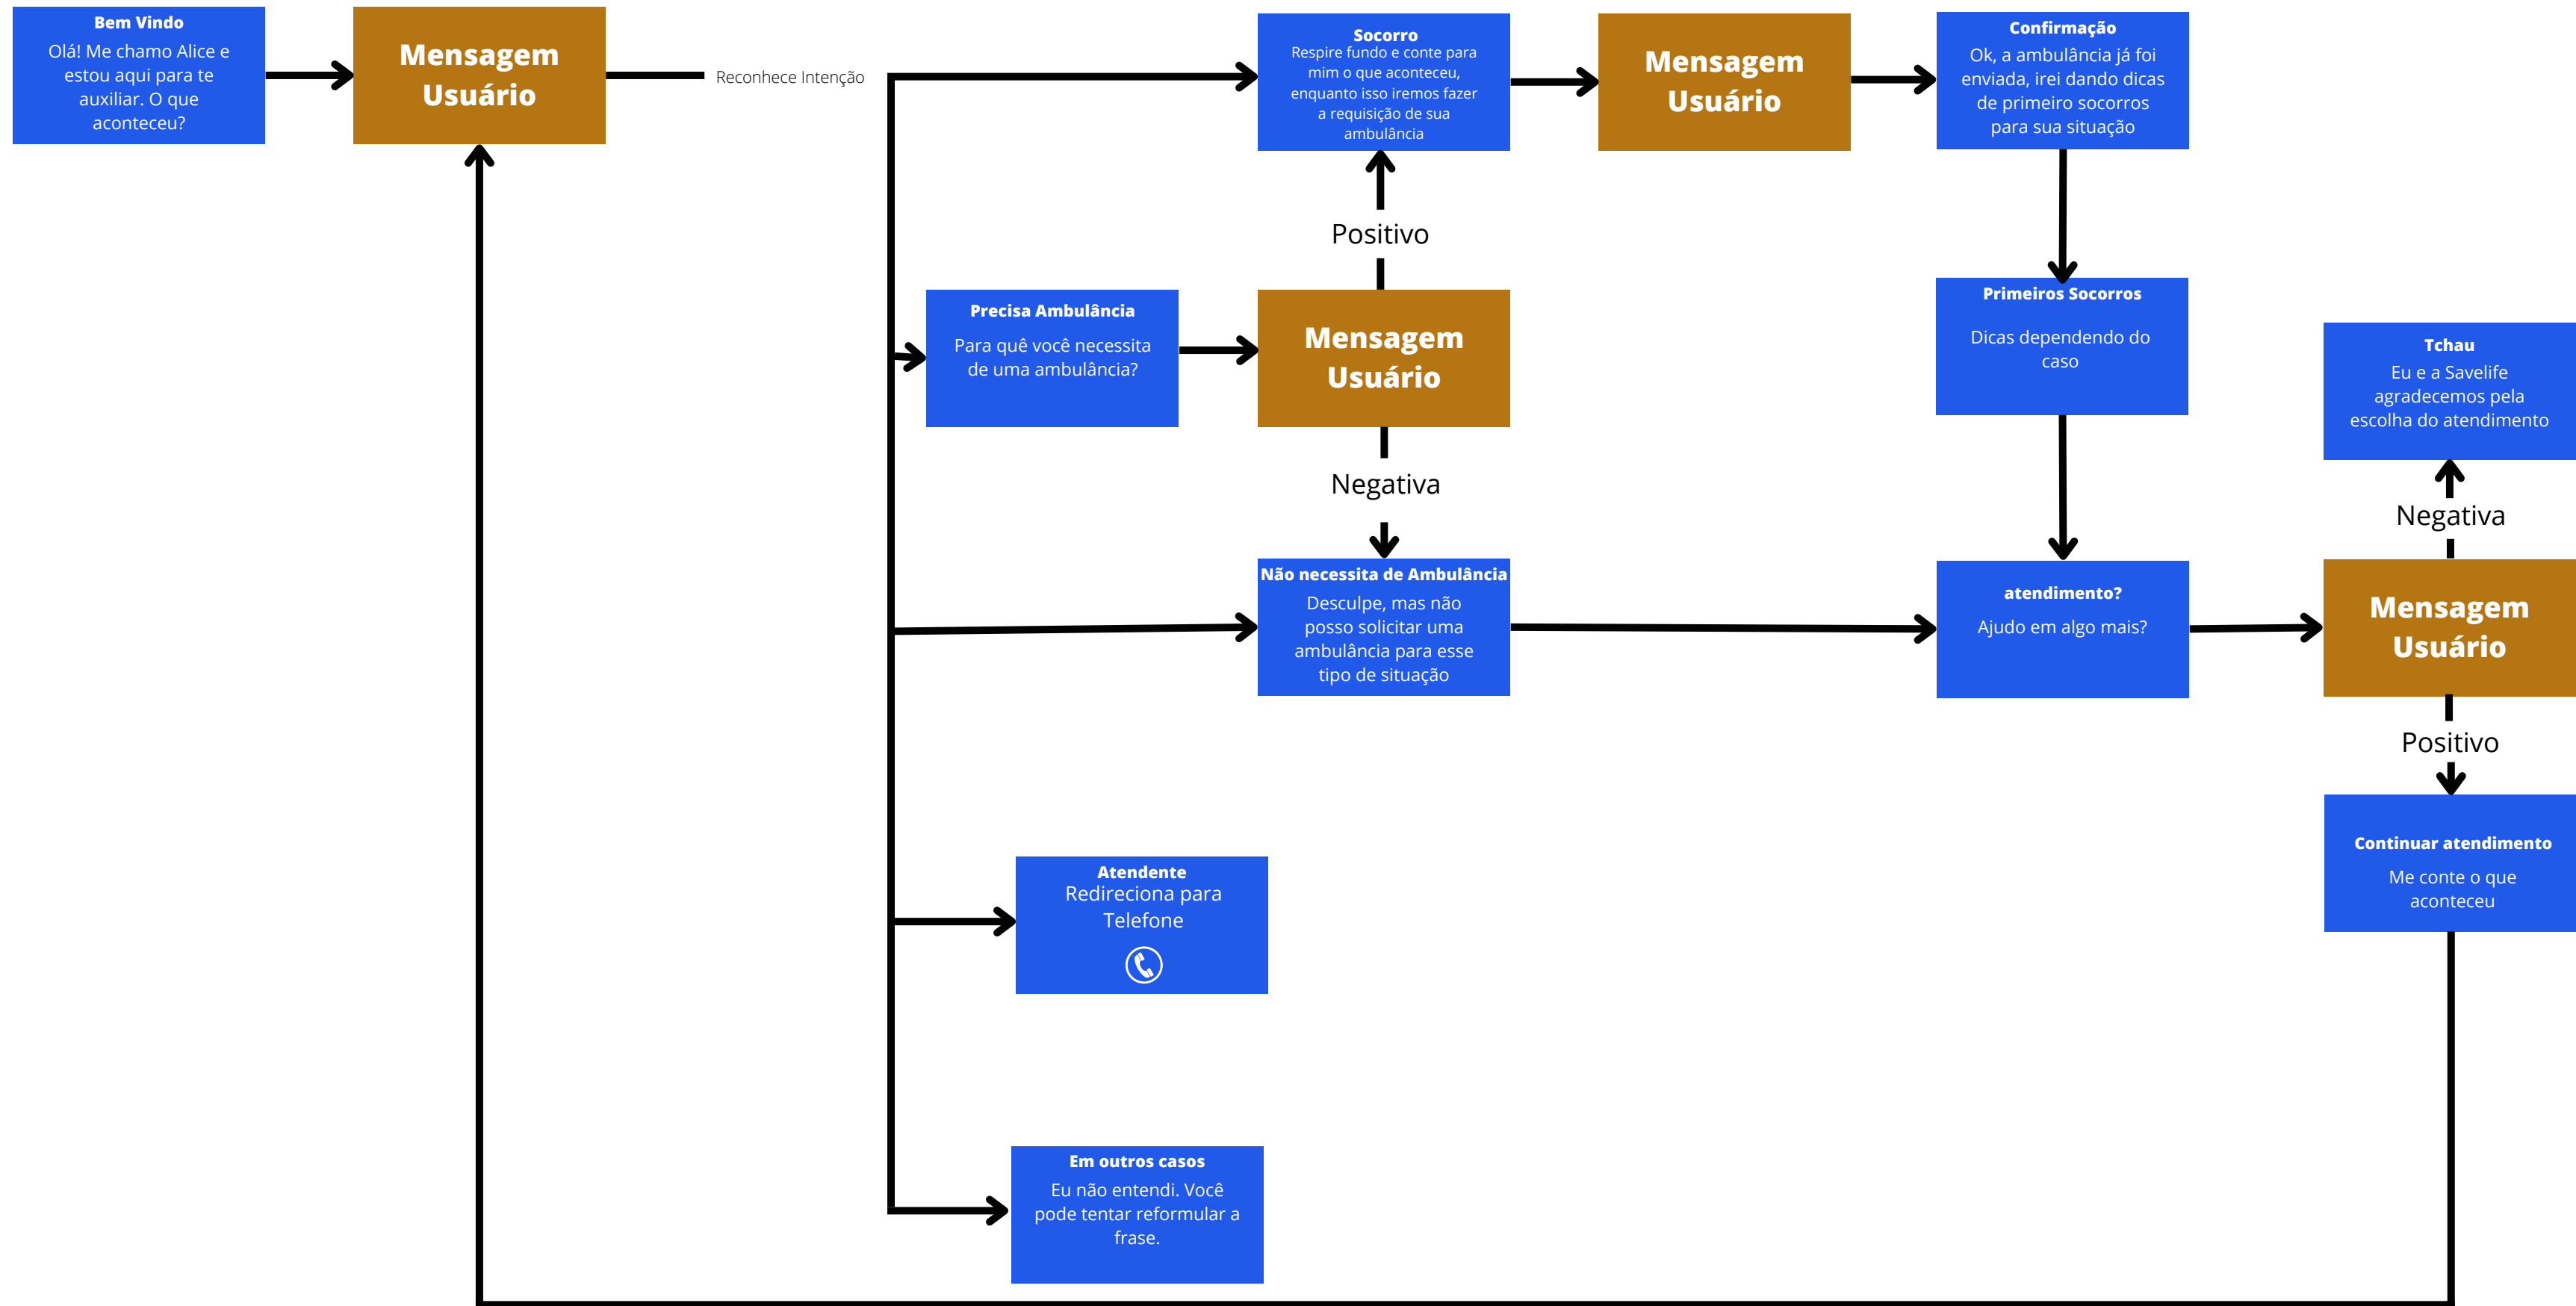 Bem Vindo
Olá! Me chamo Alice e
estou aqui para te
auxiliar. O que
aconteceu?
Mensagem
Usuário
Reconhece Intenção
Socorro
Respire fundo e conte para
mim o que aconteceu,
enquanto isso iremos fazer
a requisição de sua
ambulância
Mensagem
Usuário
Confirmação
Ok, a ambulância já foi
enviada, irei dando dicas
de primeiro socorros
para sua situação
Positivo
Precisa Ambulância
Para quê você necessita
de uma ambulância?
Mensagem
Usuário
Primeiros Socorros
Dicas dependendo do
caso
Tchau
Eu e a Savelife
agradecemos pela
escolha do atendimento
Negativa
Negativa
Não necessita de Ambulância
Desculpe, mas não
posso solicitar uma
ambulância para esse
tipo de situação
atendimento?
Ajudo em algo mais?
Mensagem
Usuário
Positivo
Continuar atendimento
Me conte o que
aconteceu
Atendente
Redireciona para
Telefone
Em outros casos
Eu não entendi. Você
pode tentar reformular a
frase.